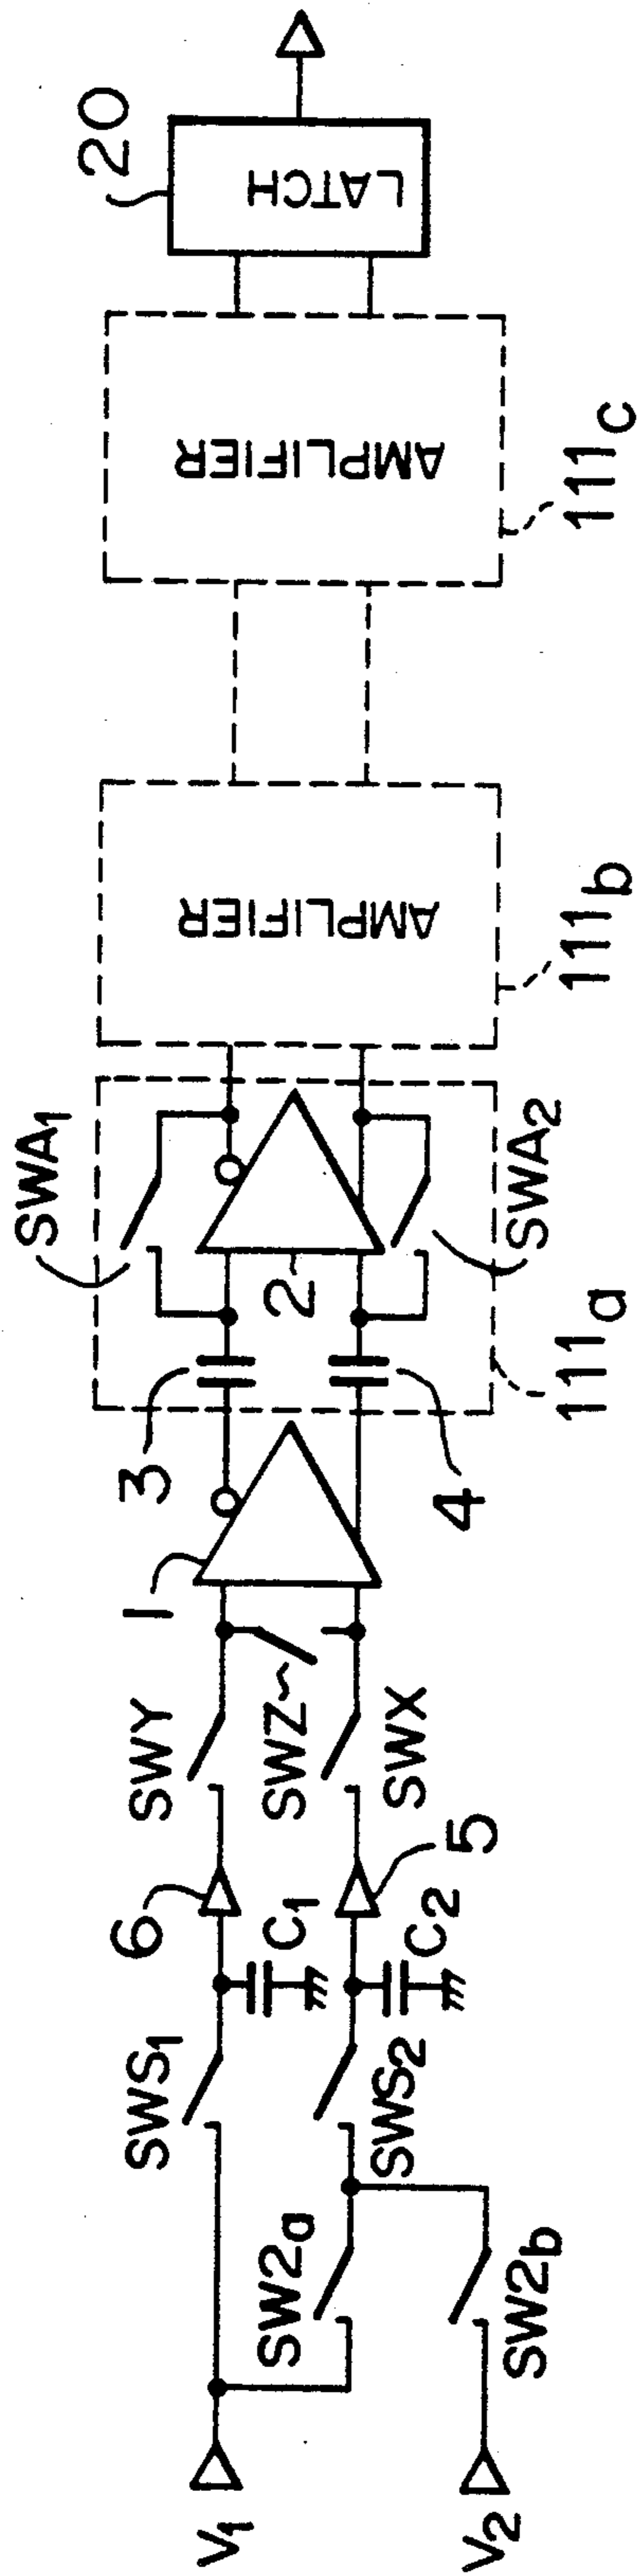 V1
V2
SW2a
SW2b
SWS1
SWS2
C1
C2
6
5
SWY
SWZ
SWX
1
3
4
SWA1
2
SWA2
111a
AMPLIFIER
111b
AMPLIFIER
111c
LATCH
20